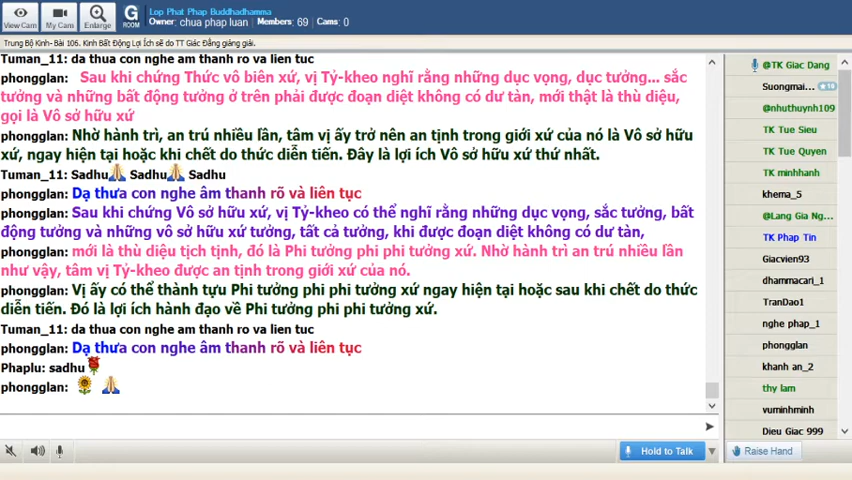 View Cam
My Cams
Enlarge
G
ROOM
Lop Phat Phap Buddhadhamma
Owner: chua phap luan Members: 69 Cams: 0
Trung Bộ Kinh- Bài 106. Kinh Bất Động Lợi Ích sẽ do TT Giác Đẳng giảng giải.
Tuman_11: da thua con nghe am thanh ro va lien tuc
phongglan: Sau khi chứng Thức vô biên xứ, vị Tỷ-kheo nghĩ rằng những dục vọng, dục tưởng... sắc
tưởng và những bất động tưởng ở trên phải được đoạn diệt không có dư tàn, mới thật là thù diệu,
gọi là Vô sở hữu xứ
phongglan: Nhờ hành trì, an trú nhiều lần, tâm vị ấy trở nên an tịnh trong giới xứ của nó là Vô sở hữu
xứ, ngay hiện tại hoặc khi chết do thức diễn tiến. Đây là lợi ích Vô sở hữu xứ thứ nhất.
Tuman_11: Sadhu🙏 Sadhu🙏 Sadhu
phongglan: Dạ thưa con nghe âm thanh rõ và liên tục
phongglan: Sau khi chứng Vô sở hữu xứ, vị Tỷ-kheo có thể nghĩ rằng những dục vọng, sắc tưởng, bất
động tưởng và những vô sở hữu xứ tưởng, tất cả tưởng, khi được đoạn diệt không có dư tàn,
phongglan: mới là thù diệu tịch tịnh, đó là Phi tưởng phi phi tưởng xứ. Nhờ hành trì an trú nhiều lần
như vậy, tâm vị Tỷ-kheo được an tịnh trong giới xứ của nó.
phongglan: Vị ấy có thể thành tựu Phi tưởng phi phi tưởng xứ ngay hiện tại hoặc sau khi chết do thức
diễn tiến. Đó là lợi ích hành đạo về Phi tưởng phi phi tưởng xứ.
Tuman_11: da thua con nghe am thanh ro va lien tuc
phongglan: Dạ thưa con nghe âm thanh rõ và liên tục
Phaplu: sadhu🌹
phongglan: 🌻 🙏
@TK Giac Dang
Suongmai...
@nhuthuynh109
TK Tue Sieu
TK Tue Quyen
TK minhhanh
khema_5
@Lang Gia Ng...
TK Phap Tin
Giacvien93
dhammacari_1
TranDao1
nghe phap_1
phongglan
khanh an_2
thy lam
vuminhminh
Dieu Giac 999
Hold to Talk
Raise Hand